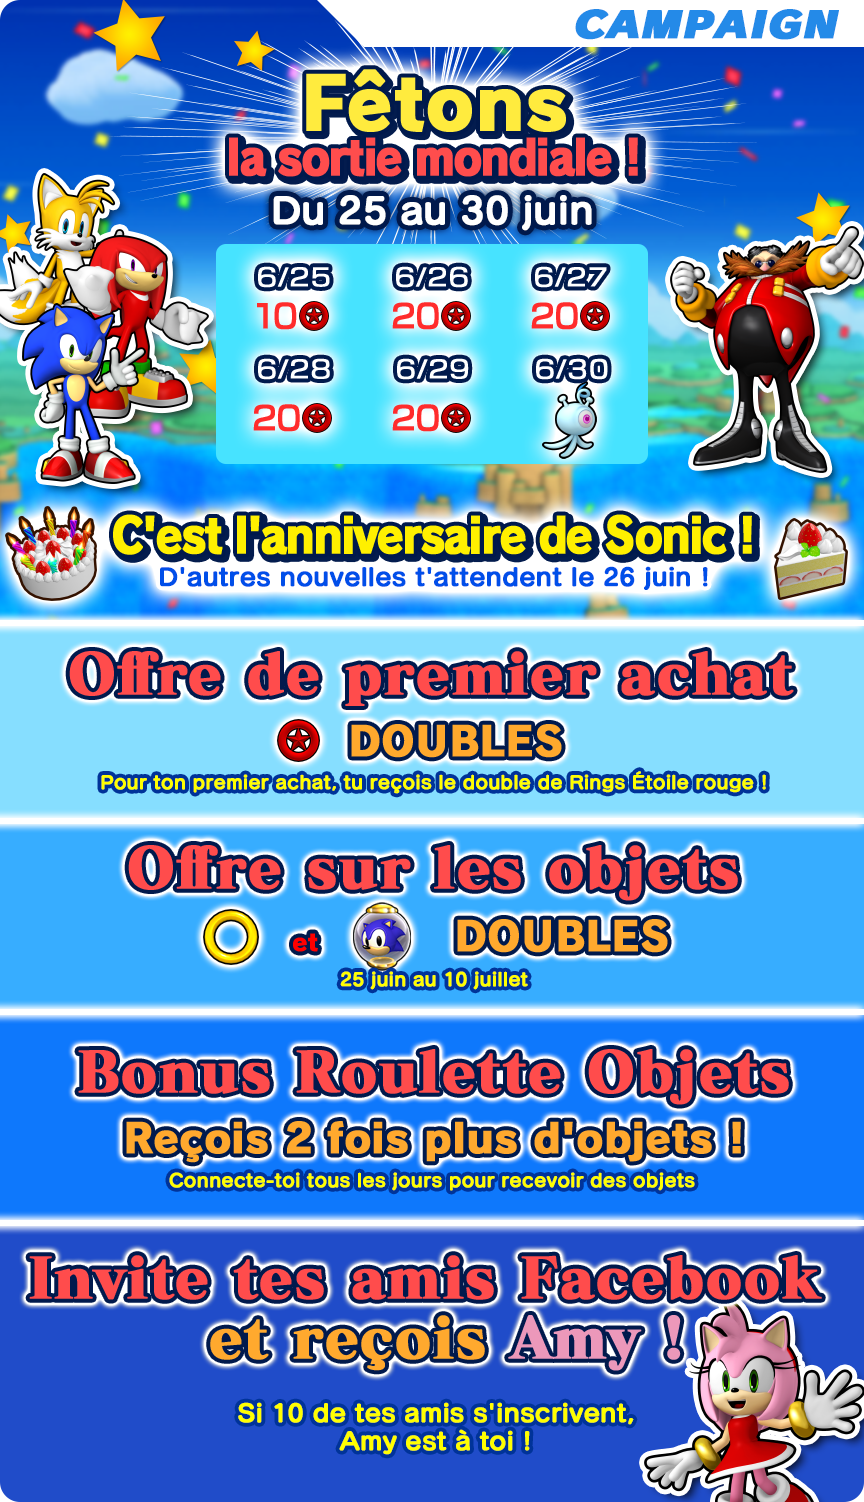 CAMPAIGN
Fêtons
la sortie mondiale !
Du 25 au 30 juin
6/25 6/26 6/27
10 20 20
6/28 6/29 6/30
20 20
C'est l'anniversaire de Sonic !
D'autres nouvelles t'attendent le 26 juin !
Offre de premier achat
DOUBLES
Pour ton premier achat, tu reçois le double de Rings Étoile rouge !
Offre sur les objets
et DOUBLES
25 juin au 10 juillet
Bonus Roulette Objets
Reçois 2 fois plus d'objets !
Connecte-toi tous les jours pour recevoir des objets
Invite tes amis Facebook
et reçois Amy !
Si 10 de tes amis s'inscrivent,
Amy est à toi !